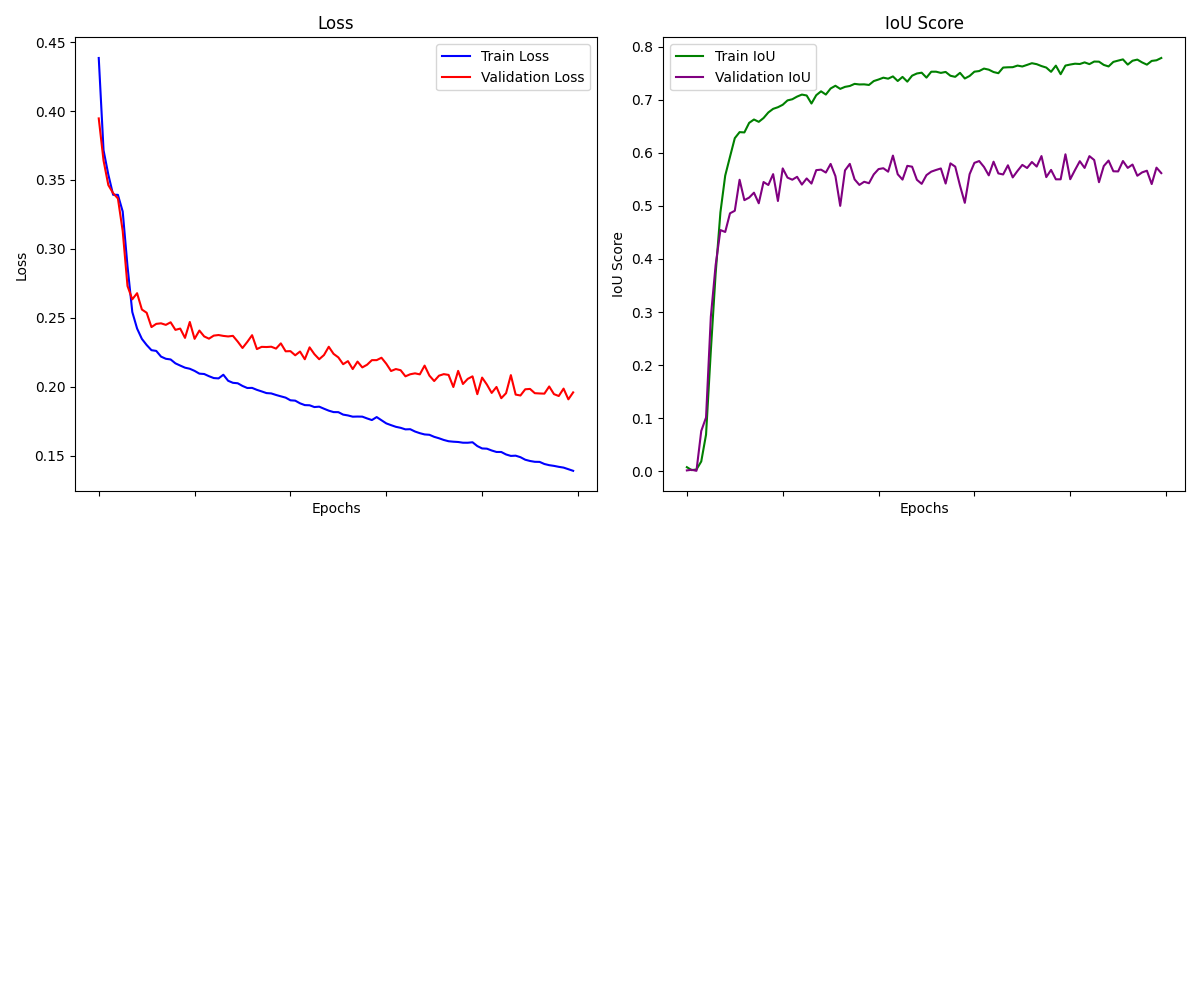 Loss
0.45
0.40
0.35
0.30
0.25
0.20
0.15
Loss
Epochs
Train Loss
Validation Loss
IoU Score
0.8
0.7
0.6
0.5
0.4
0.3
0.2
0.1
0.0
IoU Score
Epochs
Train IoU
Validation IoU